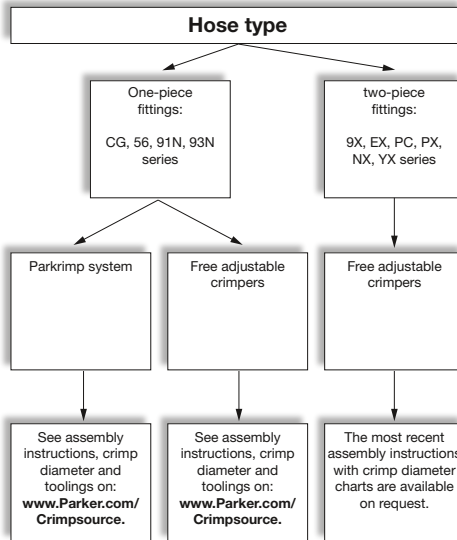 Hose type
One-piece
fittings:
CG, 56, 91N, 93N
series
two-piece
fittings:
9X, EX, PC, PX,
NX, YX series
Parkrimp system
Free adjustable
crimpers
Free adjustable
crimpers
See assembly
instructions, crimp
diameter and
toolings on:
www.Parker.com/
Crimpsource.
See assembly
instructions, crimp
diameter and
toolings on:
www.Parker.com/
Crimpsource.
The most recent
assembly instructions
with crimp diameter
charts are available
on request.